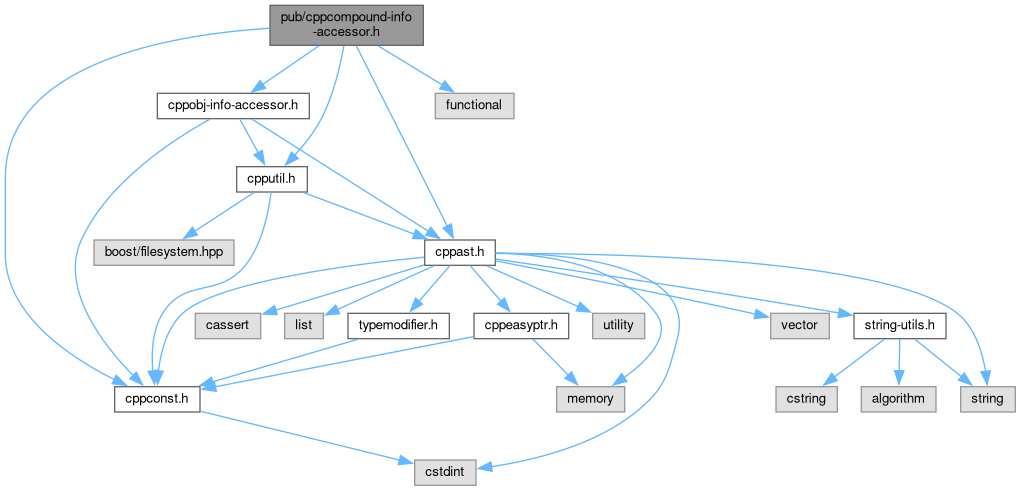 pub/cppcompound-info
-accessor.h
cppobj-info-accessor.h
functional
cpputil.h
boost/filesystem.hpp
cppast.h
cassert
list
typemodifier.h
cppeasyptr.h
utility
vector
string-utils.h
cppconst.h
memory
cstring
algorithm
string
cstdint